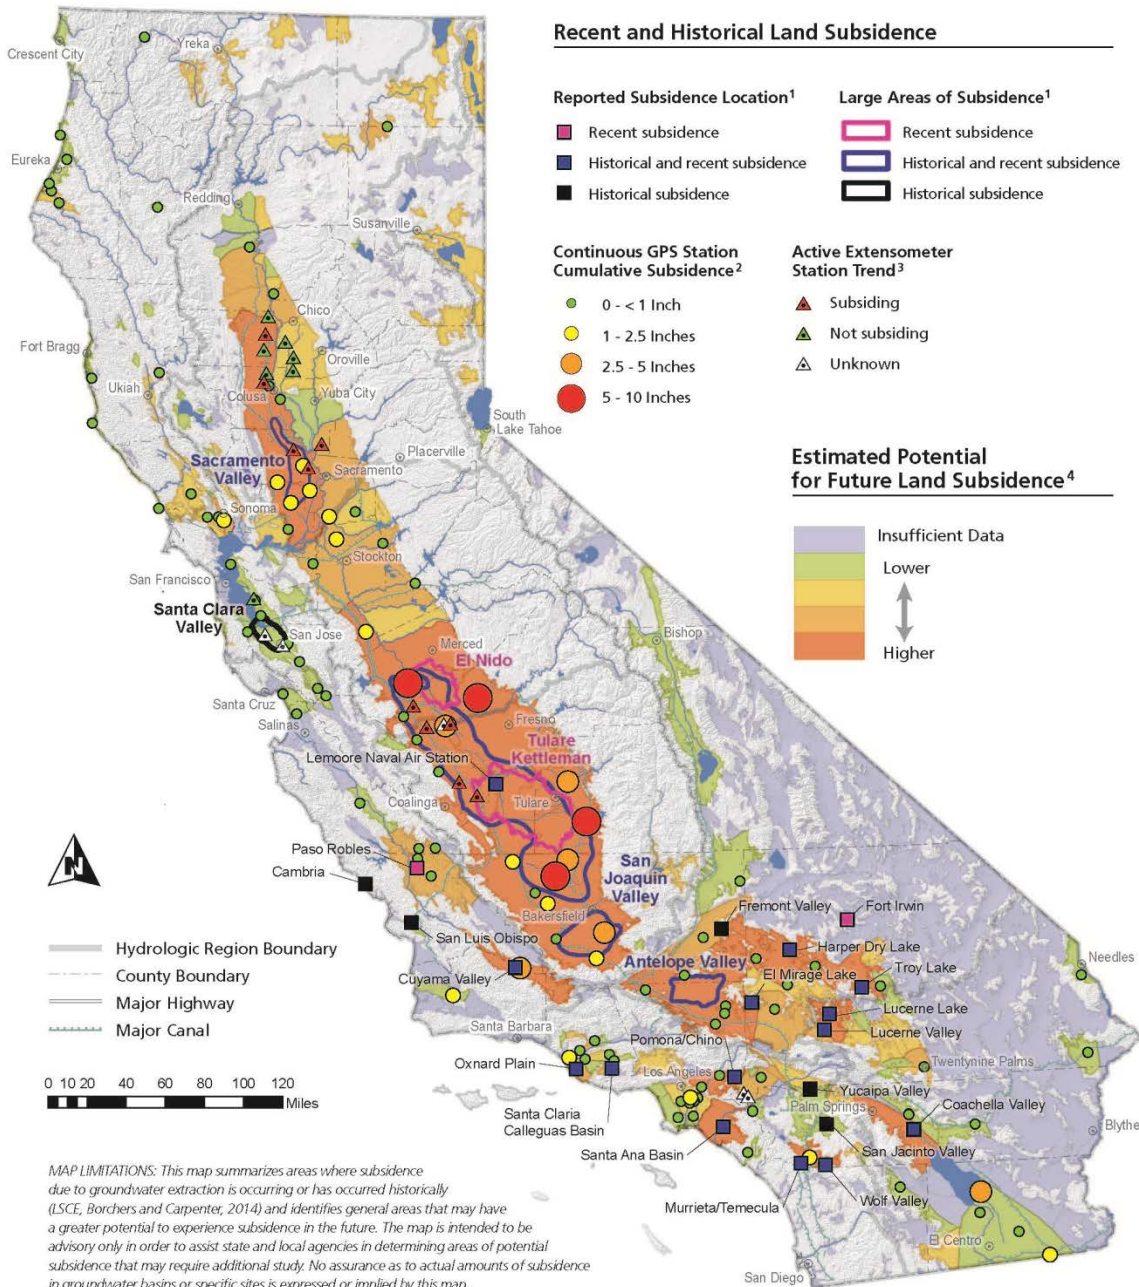 Recent and Historical Land Subsidence
Reported Subsidence Location1
Recent subsidence
Historical and recent subsidence
Historical subsidence
Large Areas of Subsidence1
Recent subsidence
Historical and recent subsidence
Historical subsidence
Continuous GPS Station
Cumulative Subsidence2
0 - < 1 Inch
1 - 2.5 Inches
2.5 - 5 Inches
5 - 10 Inches
Active Extensometer
Station Trend3
Subsiding
Not subsiding
Unknown
Estimated Potential
for Future Land Subsidence4
Insufficient Data
Lower
Higher
Crescent City
Yreka
Eureka
Redding
Susanville
Chico
Fort Bragg
Oroville
Ukiah
Colusa
Yuba City
South
Lake Tahoe
Placerville
Sacramento
Valley
Sacramento
Sonoma
Stockton
San Francisco
Santa Clara
Valley
San Jose
Bishop
Merced
El Nido
Santa Cruz
Salinas
Fresno
Tulare
Kettleman
Lemoore Naval Air Station
Coalinga
Tulare
Paso Robles
Cambria
San
Joaquin
Valley
Bakersfield
Fremont Valley
Fort Irwin
San Luis Obispo
Harper Dry Lake
Needles
Antelope Valley
Cuyama Valley
El Mirage Lake
Troy Lake
Lucerne Lake
Santa Barbara
Lucerne Valley
Pomona/Chino
Oxnard Plain
Los Angeles
Twentynine Palms
Yucaipa Valley
Santa Claria
Calleguas Basin
Palm Springs
Coachella Valley
Blythe
Santa Ana Basin
San Jacinto Valley
Murrieta/Temecula
Wolf Valley
El Centro
San Diego
N
Hydrologic Region Boundary
County Boundary
Major Highway
Major Canal
0 10 20 40 60 80 100 120
Miles
MAP LIMITATIONS: This map summarizes areas where subsidence
due to groundwater extraction is occurring or has occurred historically
(LSCE, Borchers and Carpenter, 2014) and identifies general areas that may have
a greater potential to experience subsidence in the future. The map is intended to be
advisory only in order to assist state and local agencies in determining areas of potential
subsidence that may require additional study. No assurance as to actual amounts of subsidence
in groundwater basins or specific sites is expressed or implied by this map.